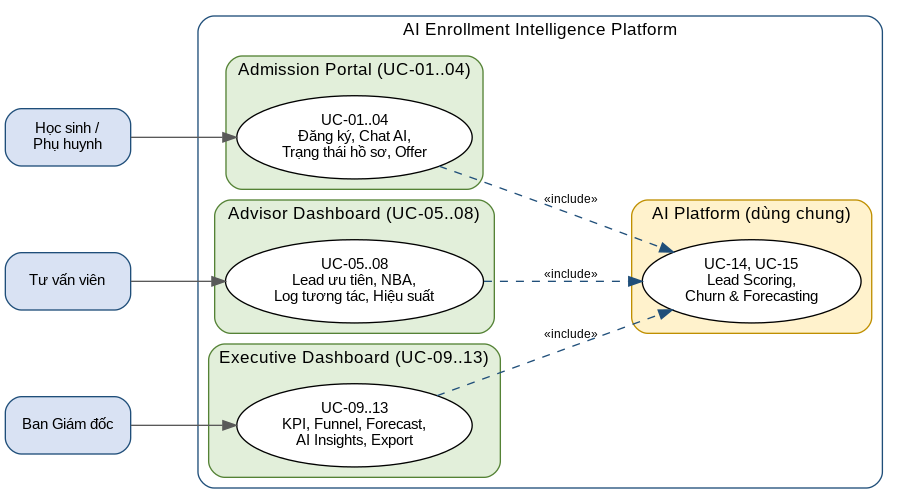 AI Enrollment Intelligence Platform
Admission Portal (UC-01..04)
Học sinh /
Phụ huynh
UC-01..04
Đăng ký, Chat AI,
Trạng thái hồ sơ, Offer
«include»
Advisor Dashboard (UC-05..08)
Tư vấn viên
UC-05..08
Lead ưu tiên, NBA,
Log tương tác, Hiệu suất
«include»
AI Platform (dùng chung)
UC-14, UC-15
Lead Scoring,
Churn & Forecasting
«include»
Executive Dashboard (UC-09..13)
Ban Giám đốc
UC-09..13
KPI, Funnel, Forecast,
AI Insights, Export